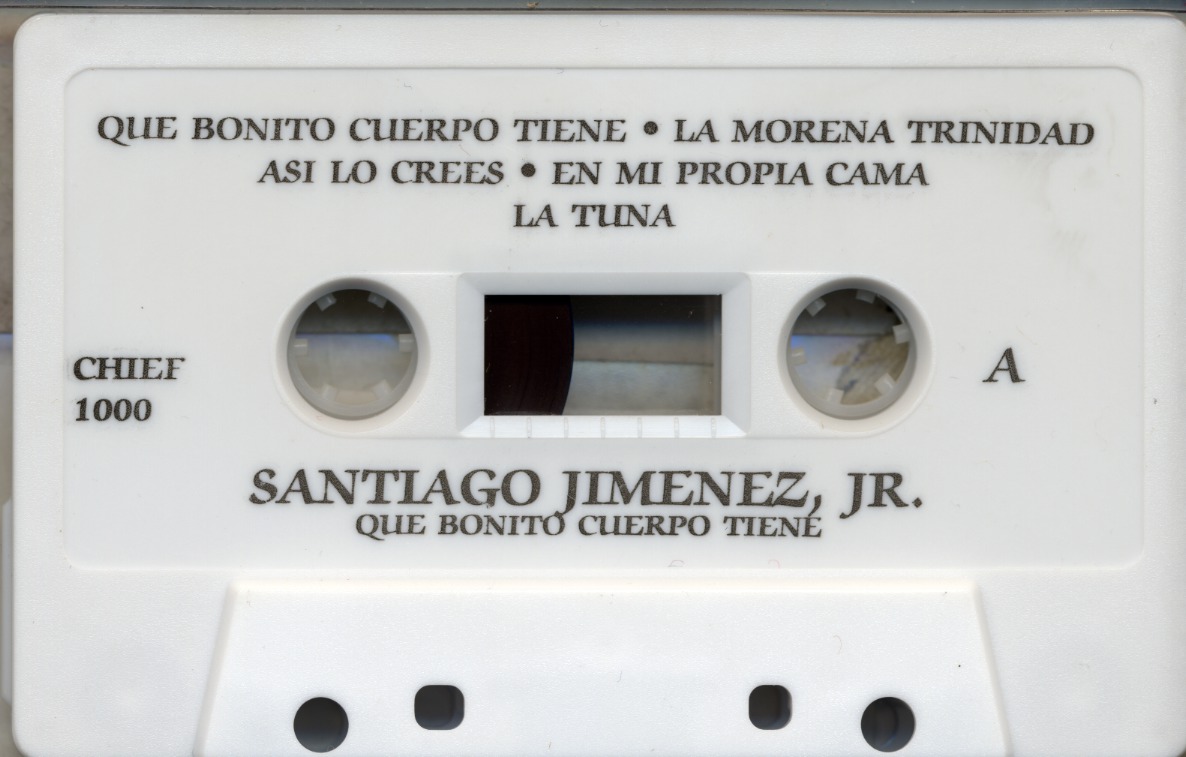 QUE BONITO CUERPO TIENE • LA MORENA TRINIDAD
ASI LO CREES • EN MI PROPIA CAMA
LA TUNA
CHIEF
1000
A
SANTIAGO JIMENEZ, JR.
QUE BONITO CUERPO TIENE